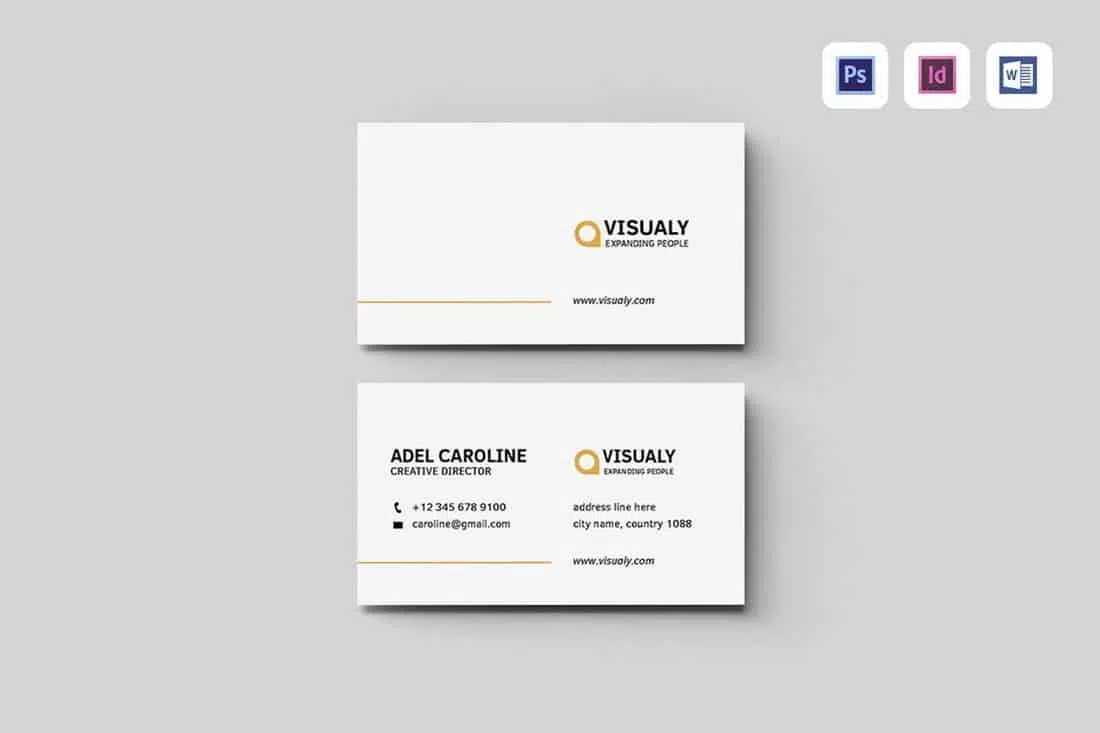 Ps Id W
VISUALY
EXPANDING PEOPLE
www.visualy.com
ADEL CAROLINE
CREATIVE DIRECTOR
+12 345 678 9100
caroline@gmail.com
VISUALY
EXPANDING PEOPLE
address line here
city name, country 1088
www.visualy.com